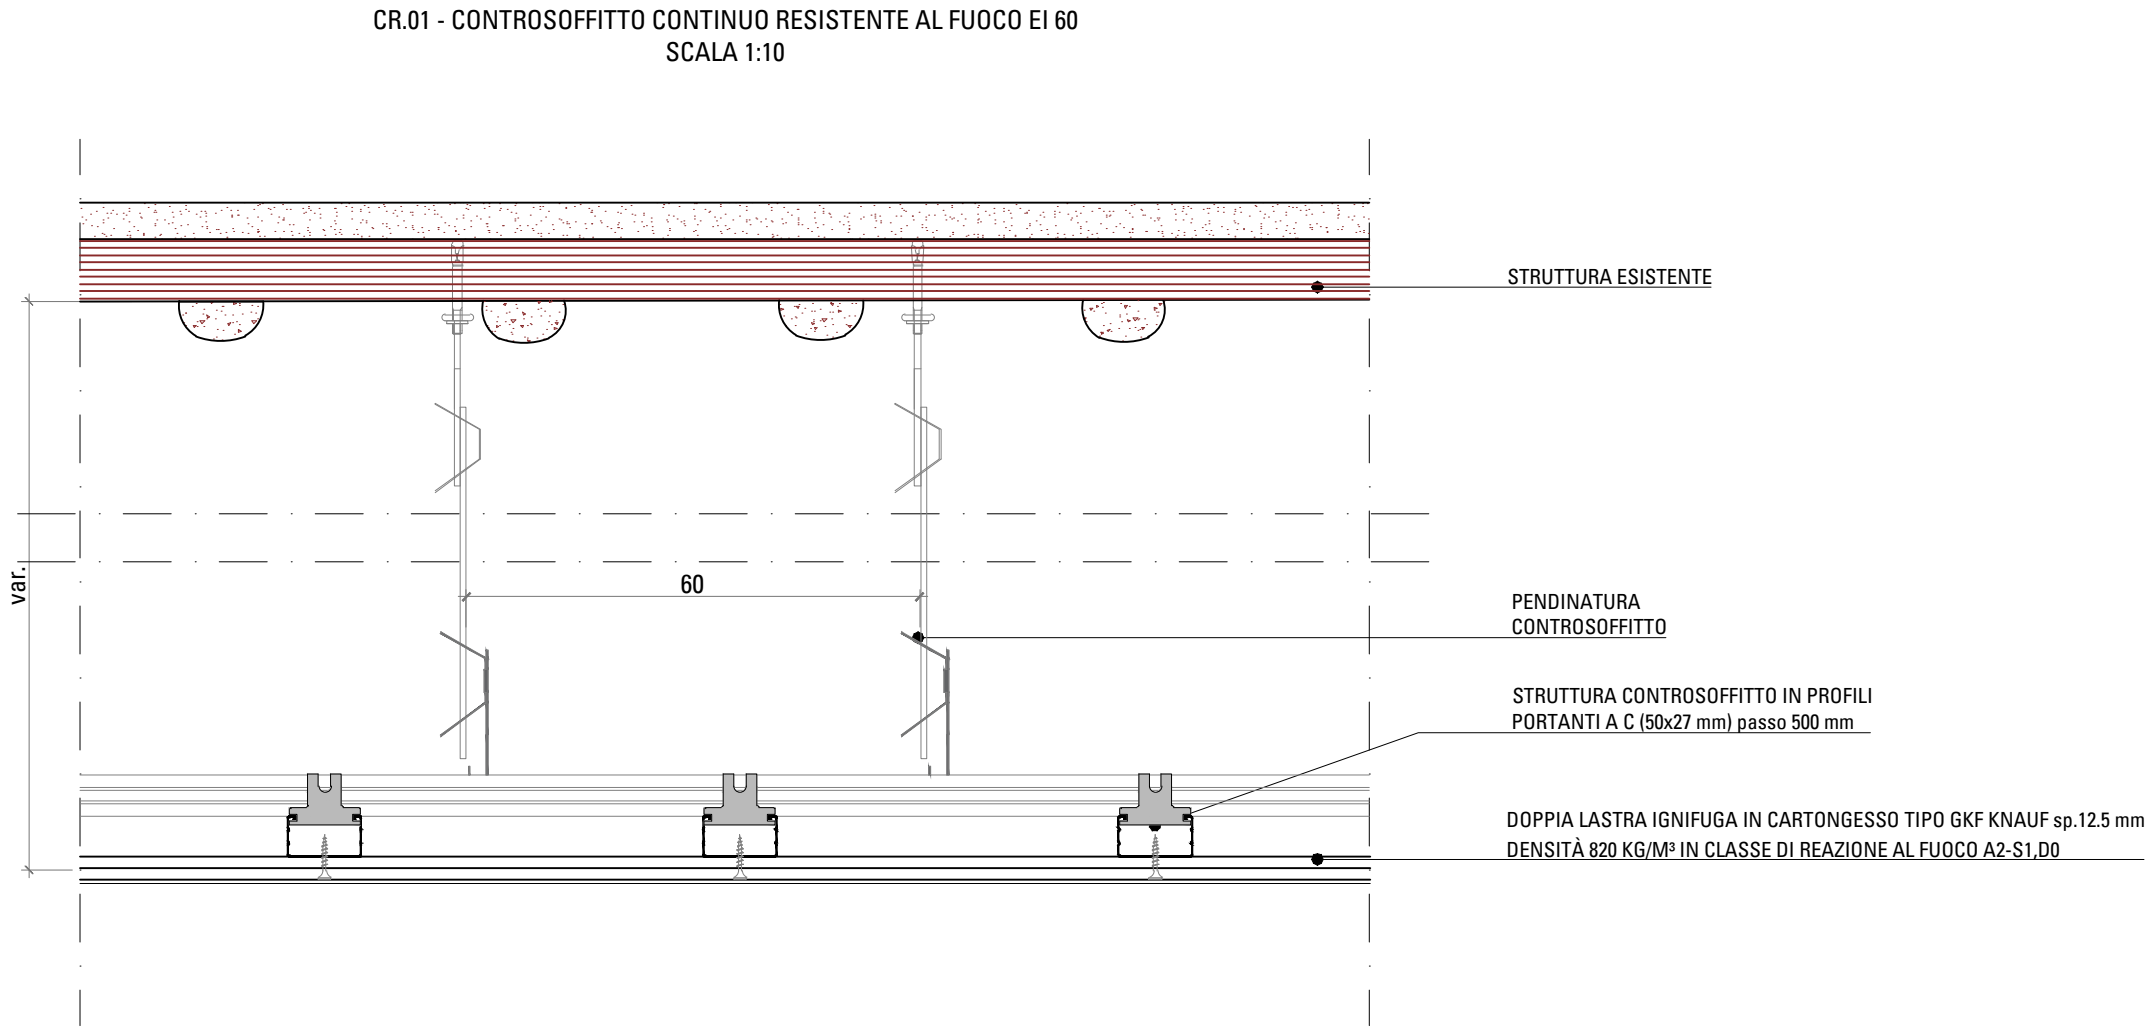 CR.01 - CONTROSOFFITTO CONTINUO RESISTENTE AL FUOCO EI 60
SCALA 1:10
STRUTTURA ESISTENTE
var.
60
PENDINATURA
CONTROSOFFITTO
STRUTTURA CONTROSOFFITTO IN PROFILI
PORTANTI A C (50x27 mm) passo 500 mm
DOPPIA LASTRA IGNIFUGA IN CARTONGESSO TIPO GKF KNAUF sp.12.5 mm
DENSITÀ 820 KG/M³ IN CLASSE DI REAZIONE AL FUOCO A2-S1,D0